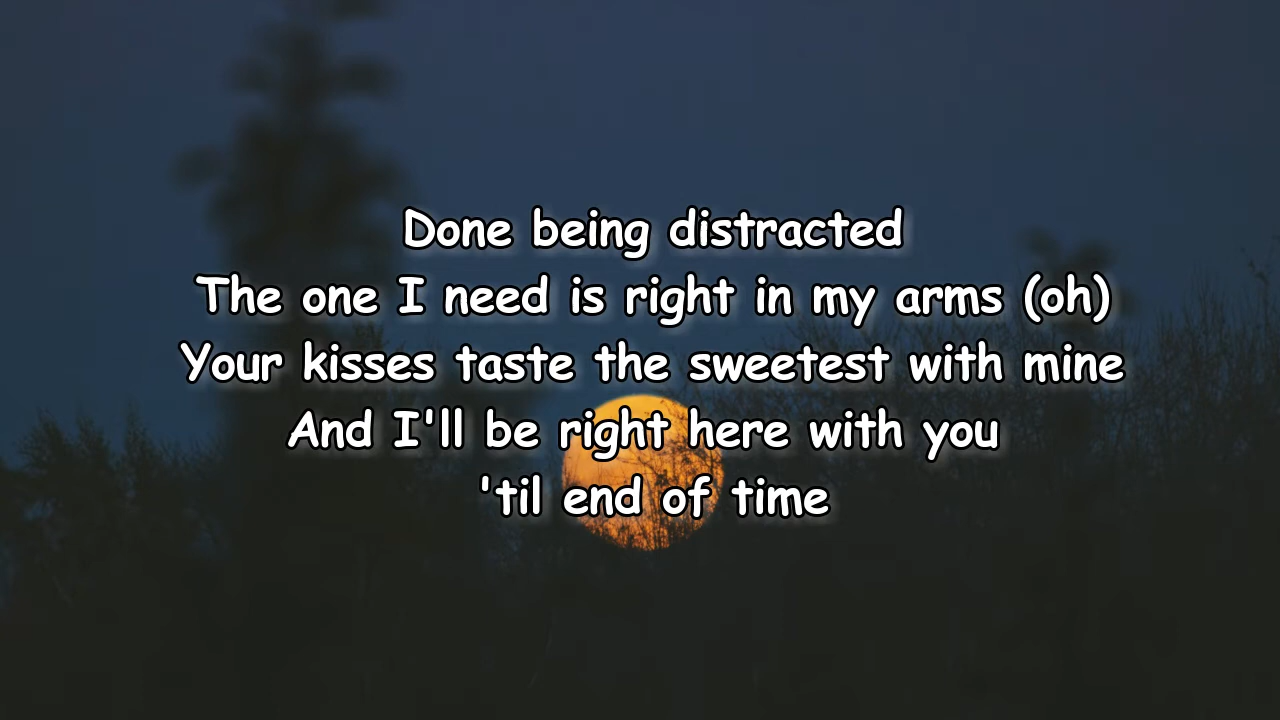 Done being distracted
The one I need is right in my arms (oh)
Your kisses taste the sweetest with mine
And I'll be right here with you
'til end of time